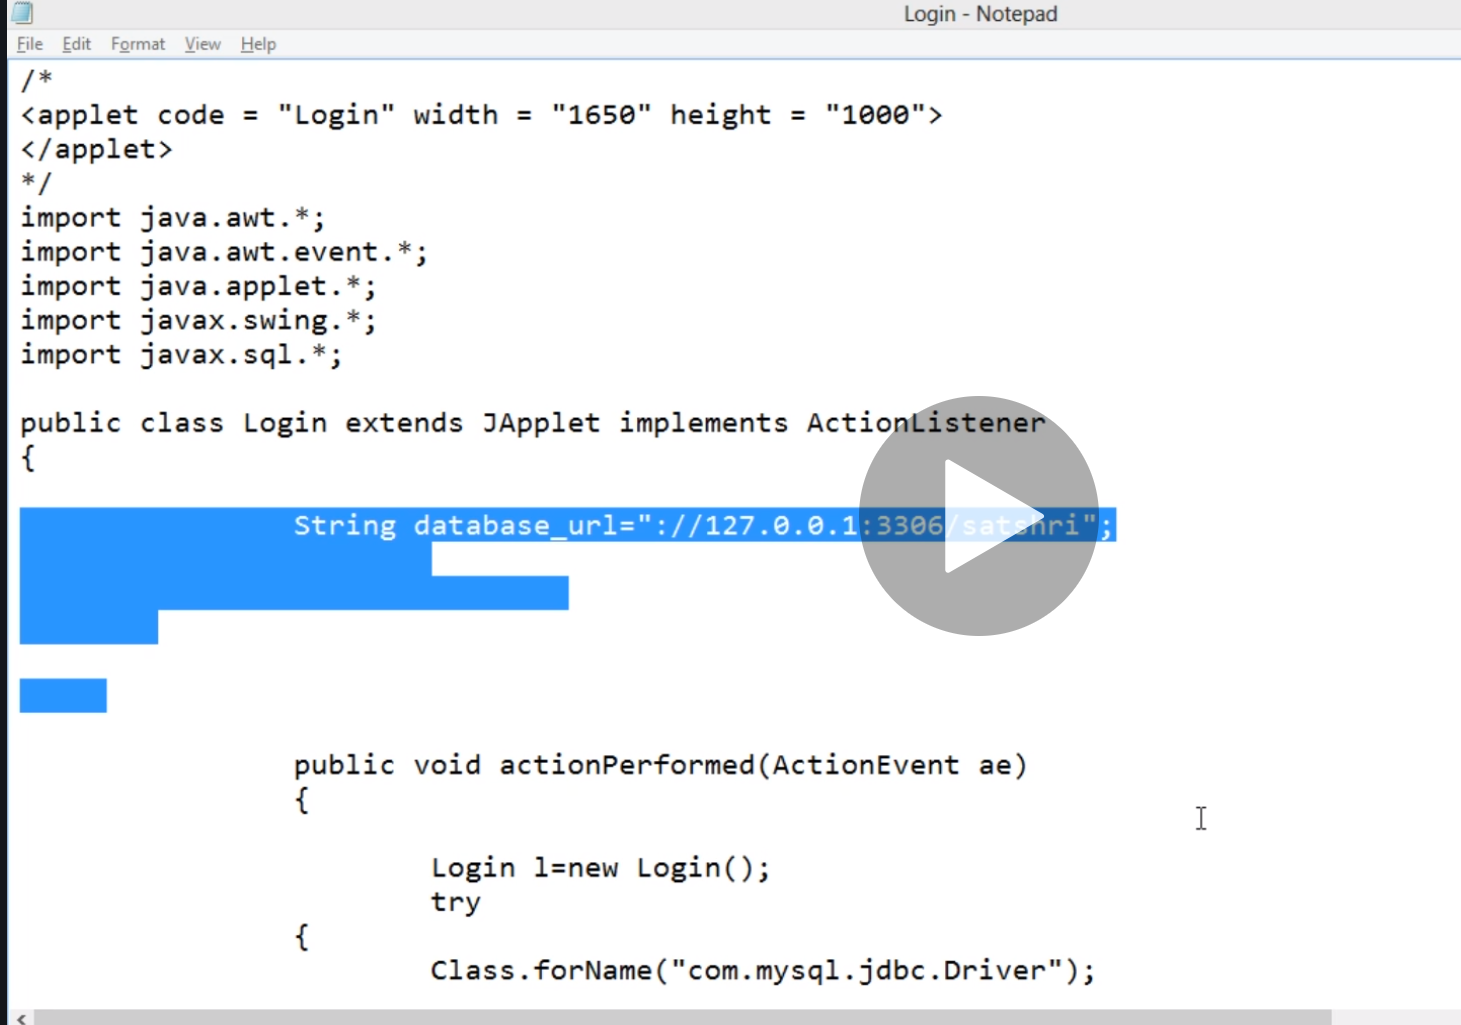 Login - Notepad
File Edit Format View Help
/*
<applet code = "Login" width = "1650" height = "1000">
</applet>
*/
import java.awt.*;
import java.awt.event.*;
import java.applet.*;
import javax.swing.*;
import javax.sql.*;
public class Login extends JApplet implements ActionListener
{
String database_url="://127.0.0.1:3306/satshri";
public void actionPerformed(ActionEvent ae)
{
Login l=new Login();
try
{
Class.forName("com.mysql.jdbc.Driver");